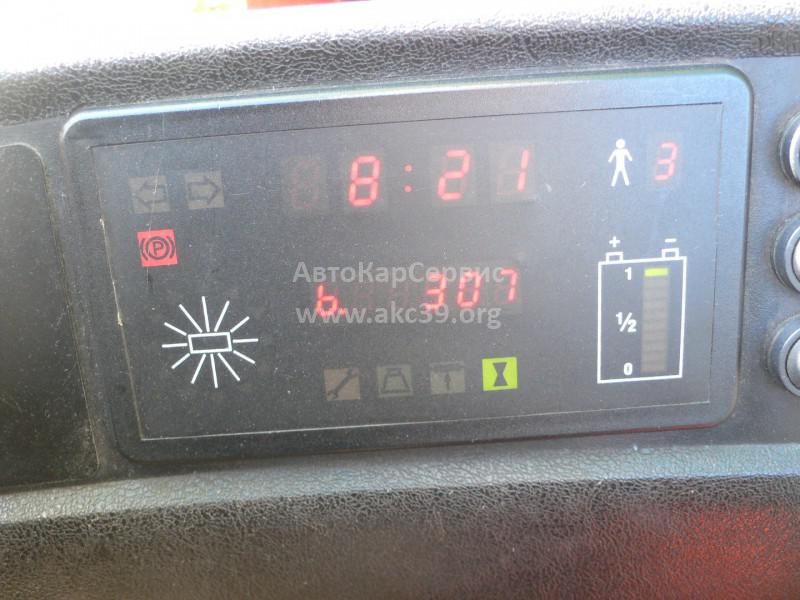 8:21
3
P
+ -
АвтоКарСервис
1
b. 307
www.akc39.org
1/2
0